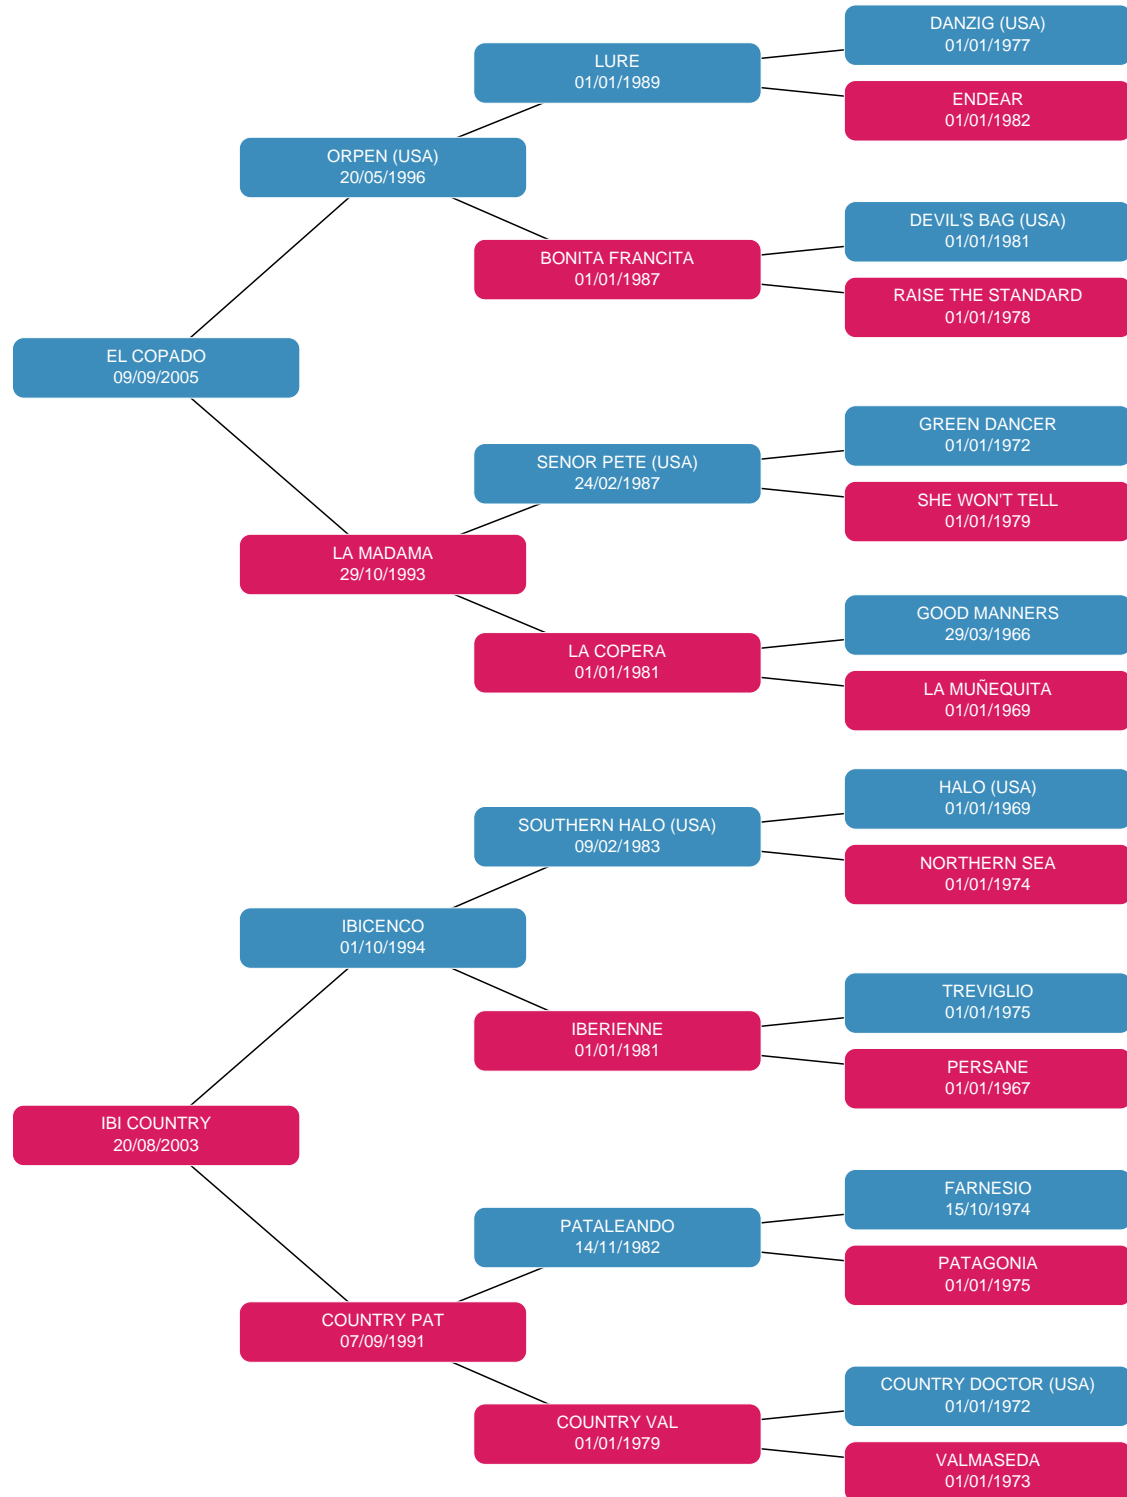 DANZIG (USA)
01/01/1977
LURE
01/01/1989
ENDEAR
01/01/1982
ORPEN (USA)
20/05/1996
DEVIL'S BAG (USA)
01/01/1981
BONITA FRANCITA
01/01/1987
RAISE THE STANDARD
01/01/1978
EL COPADO
09/09/2005
GREEN DANCER
01/01/1972
SENOR PETE (USA)
24/02/1987
SHE WON'T TELL
01/01/1979
LA MADAMA
29/10/1993
GOOD MANNERS
29/03/1966
LA COPERA
01/01/1981
LA MUÑEQUITA
01/01/1969
HALO (USA)
01/01/1969
SOUTHERN HALO (USA)
09/02/1983
NORTHERN SEA
01/01/1974
IBICENCO
01/10/1994
TREVIGLIO
01/01/1975
IBERIENNE
01/01/1981
PERSANE
01/01/1967
IBI COUNTRY
20/08/2003
FARNESIO
15/10/1974
PATALEANDO
14/11/1982
PATAGONIA
01/01/1975
COUNTRY PAT
07/09/1991
COUNTRY DOCTOR (USA)
01/01/1972
COUNTRY VAL
01/01/1979
VALMASEDA
01/01/1973